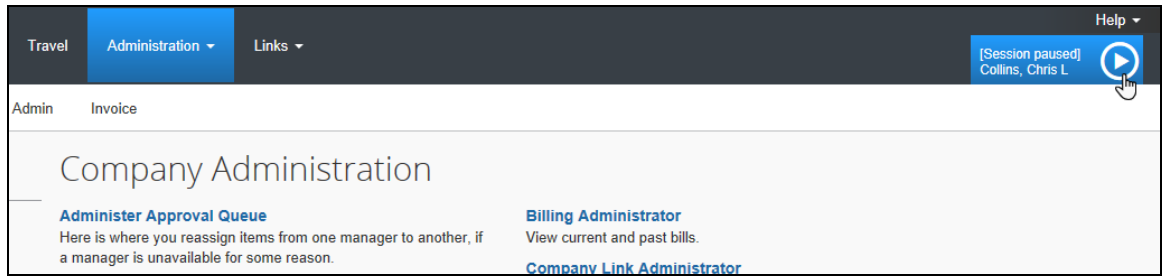 Help
Travel
Administration
Links
[Session paused]
Collins, Chris L
Admin
Invoice
Company Administration
Administer Approval Queue
Here is where you reassign items from one manager to another, if
a manager is unavailable for some reason.
Billing Administrator
View current and past bills.
Company Link Administrator